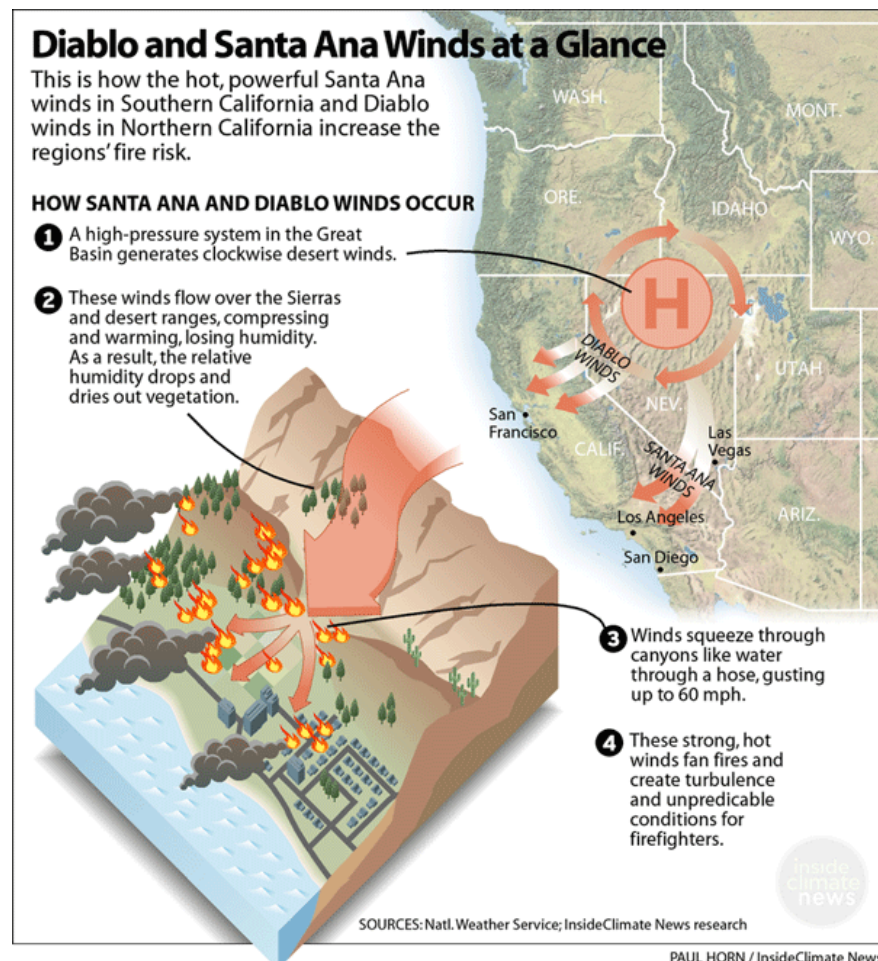 Diablo and Santa Ana Winds at a Glance
This is how the hot, powerful Santa Ana
winds in Southern California and Diablo
winds in Northern California increase the
regions' fire risk.
HOW SANTA ANA AND DIABLO WINDS OCCUR
1 A high-pressure system in the Great
Basin generates clockwise desert winds.
2 These winds flow over the Sierras
and desert ranges, compressing
and warming, losing humidity.
As a result, the relative
humidity drops and
dries out vegetation.
WASH.
MONT.
ORE.
IDAHO
WYO.
H
DIABLO
WINDS
UTAH
NEV.
San
Francisco
CALIF.
Las
Vegas
SANTA ANA
WINDS
ARIZ.
Los Angeles
San Diego
3 Winds squeeze through
canyons like water
through a hose, gusting
up to 60 mph.
4 These strong, hot
winds fan fires and
create turbulence
and unpredicable
conditions for
firefighters.
inside
climate
news
SOURCES: Natl. Weather Service; InsideClimate News research
PAUL HORN / InsideClimate News